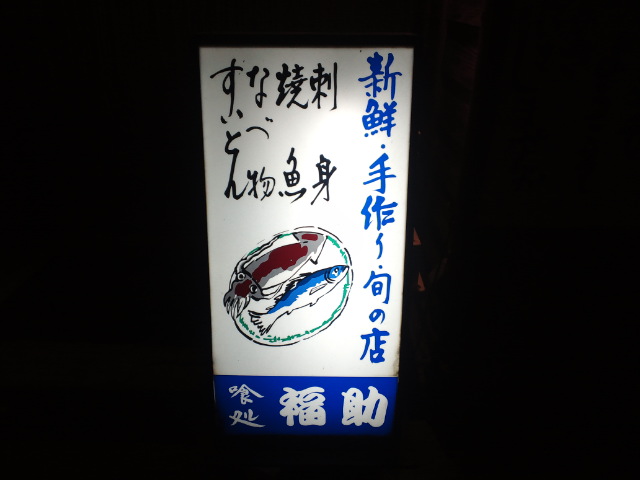 新鮮・手作り・旬の店
刺身
焼魚
なべ物
すいとん
喰処
福助